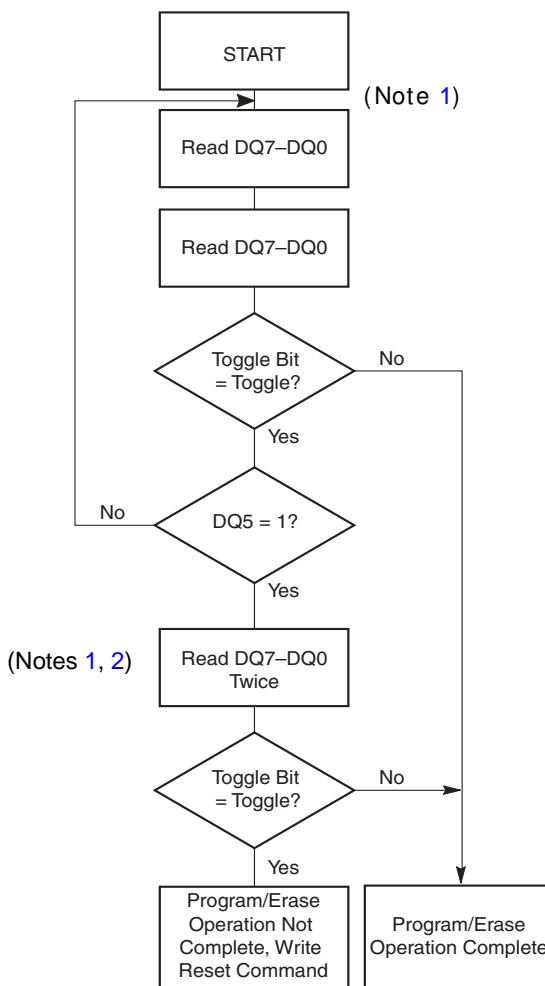 START
(Note 1)
Read DQ7–DQ0
Read DQ7–DQ0
Toggle Bit
= Toggle?
No
Yes
No
DQ5 = 1?
Yes
(Notes 1, 2)
Read DQ7–DQ0
Twice
Toggle Bit
= Toggle?
No
Yes
Program/Erase
Operation Not
Complete, Write
Reset Command
Program/Erase
Operation Complete